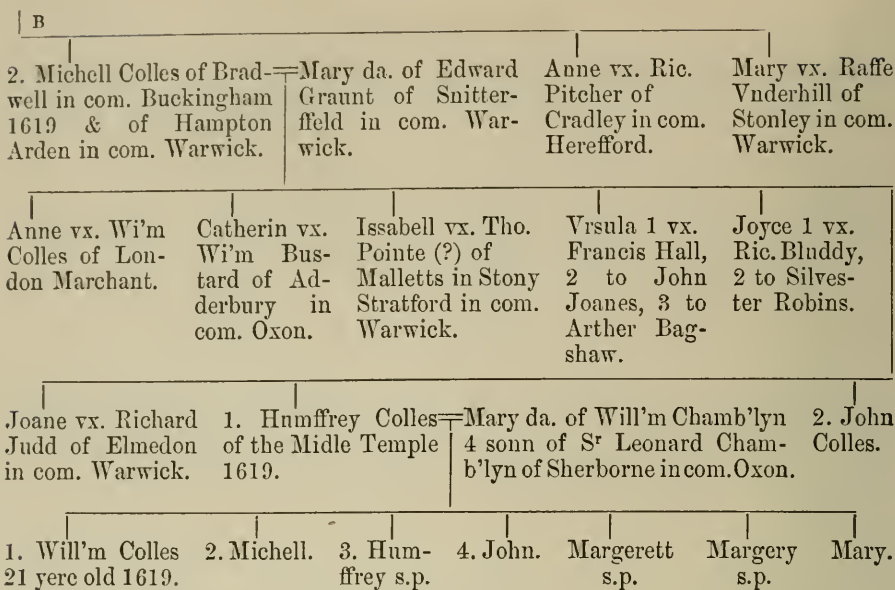 B
2. Michell Colles of Brad-
well in com. Buckingham
1619 & of Hampton
Arden in com. Warwick.
Mary da. of Edward
Graunt of Snitter-
ffeld in com. War-
wick.
Anne vx. Ric.
Pitcher of
Cradley in com.
Herefford.
Mary vx. Raffe
Vnderhill of
Stonley in com.
Warwick.
Anne vx. Wi'm
Colles of Lon-
don Marchant.
Catherin vx.
Wi'm Bus-
tard of Ad-
derbury in
com. Oxon.
Issabell vx. Tho.
Pointe (?) of
Malletts in Stony
Stratford in com.
Warwick.
Vrsula 1 vx.
Francis Hall,
2 to John
Joanes, 3 to
Arther Bag-
shaw.
Joyce 1 vx.
Ric. Bluddy,
2 to Silves-
ter Robins.
Joane vx. Richard
Judd of Elmedon
in com. Warwick.
1. Humffrey Colles
of the Midle Temple
1619.
Mary da. of Will'm Chamb'lyn
4 sonn of Sʳ Leonard Cham-
b'lyn of Sherborne in com. Oxon.
2. John
Colles.
1. Will'm Colles
21 yere old 1619.
2. Michell.
3. Hum-
ffrey s.p.
4. John.
Margerett
s.p.
Margery
s.p.
Mary.